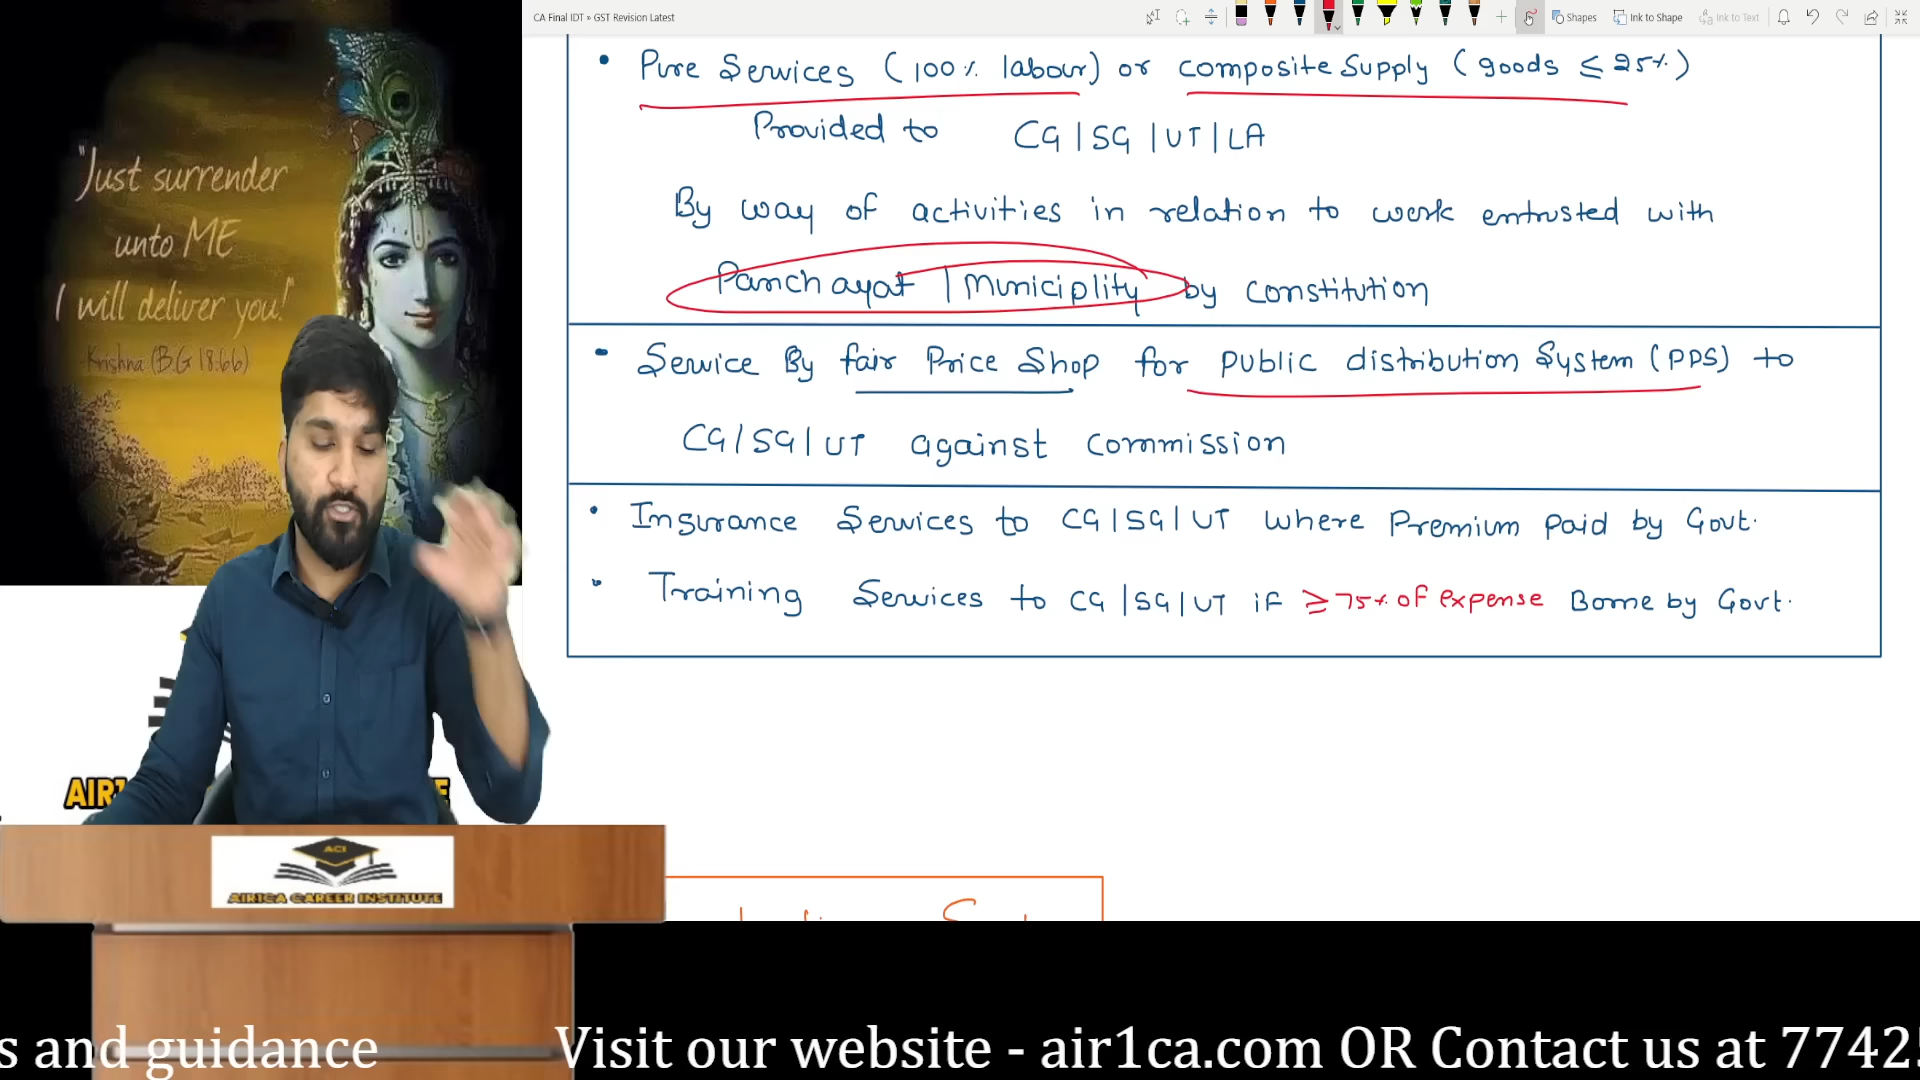 CA Final IDT » GST Revision Latest
Shapes
Ink to Shape
Ink to Text
"Just surrender
unto ME
I will deliver you!"
-Krishna (B.G 18:66)
• Pure Services (100% labour) or composite Supply (goods ≤ 25%)
Provided to CG|SG|UT|LA
By way of activities in relation to work entrusted with
Panchayat | Municiplity by constitution
• Service By fair Price Shop for Public distribution System (PDS) to
CG|SG|UT against Commission
• Insurance Services to CG|SG|UT where Premium paid by Govt.
• Training Services to CG|SG|UT if ≥75% of expense Borne by Govt.
ACI
AIR1CA CAREER INSTITUTE
s and guidance Visit our website - air1ca.com OR Contact us at 7742